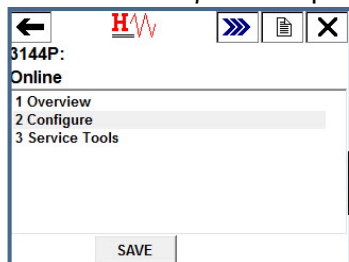 H
3144P:
Online
1 Overview
2 Configure
3 Service Tools
SAVE